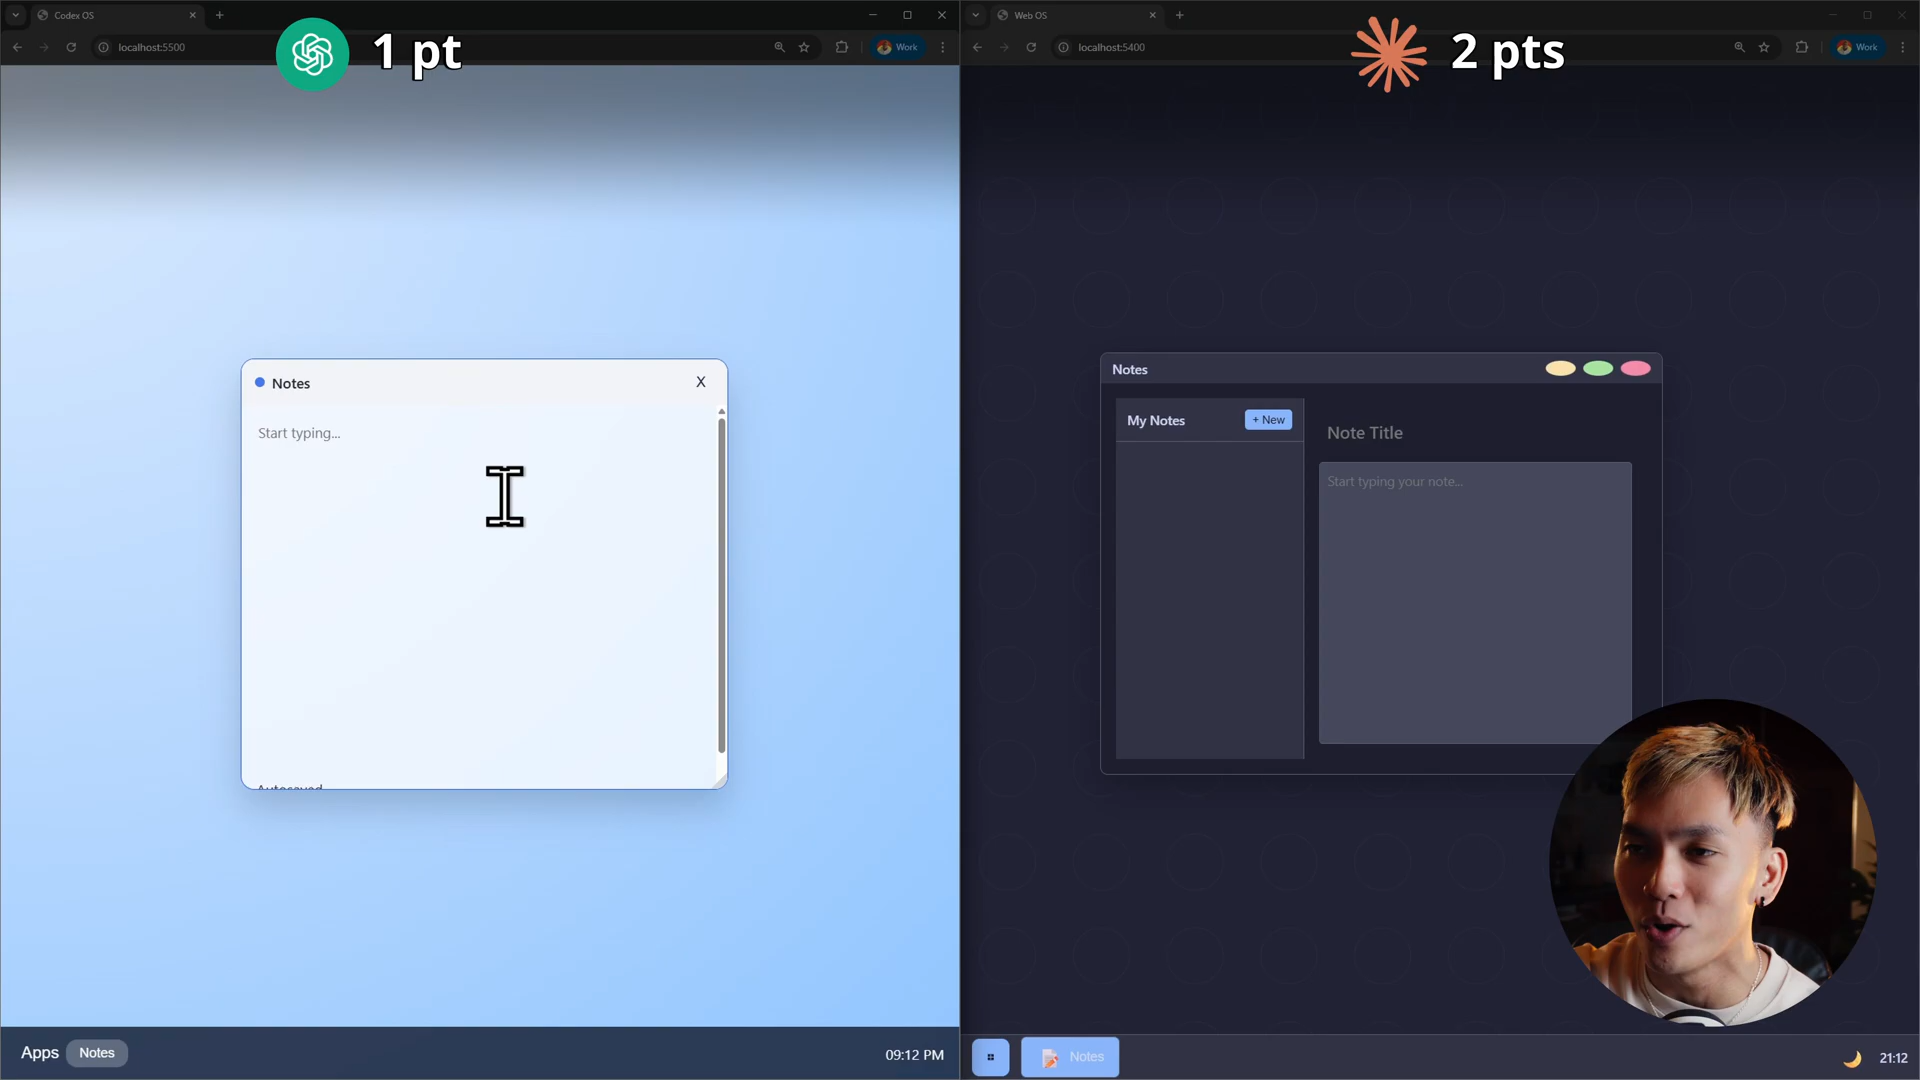 Codex OS
localhost:5500
Work
1 pt
Notes
X
Start typing...
Autosaved
Apps
Notes
09:12 PM
Web OS
localhost:5400
Work
2 pts
Notes
My Notes
+ New
Note Title
Start typing your note...
Notes
21:12